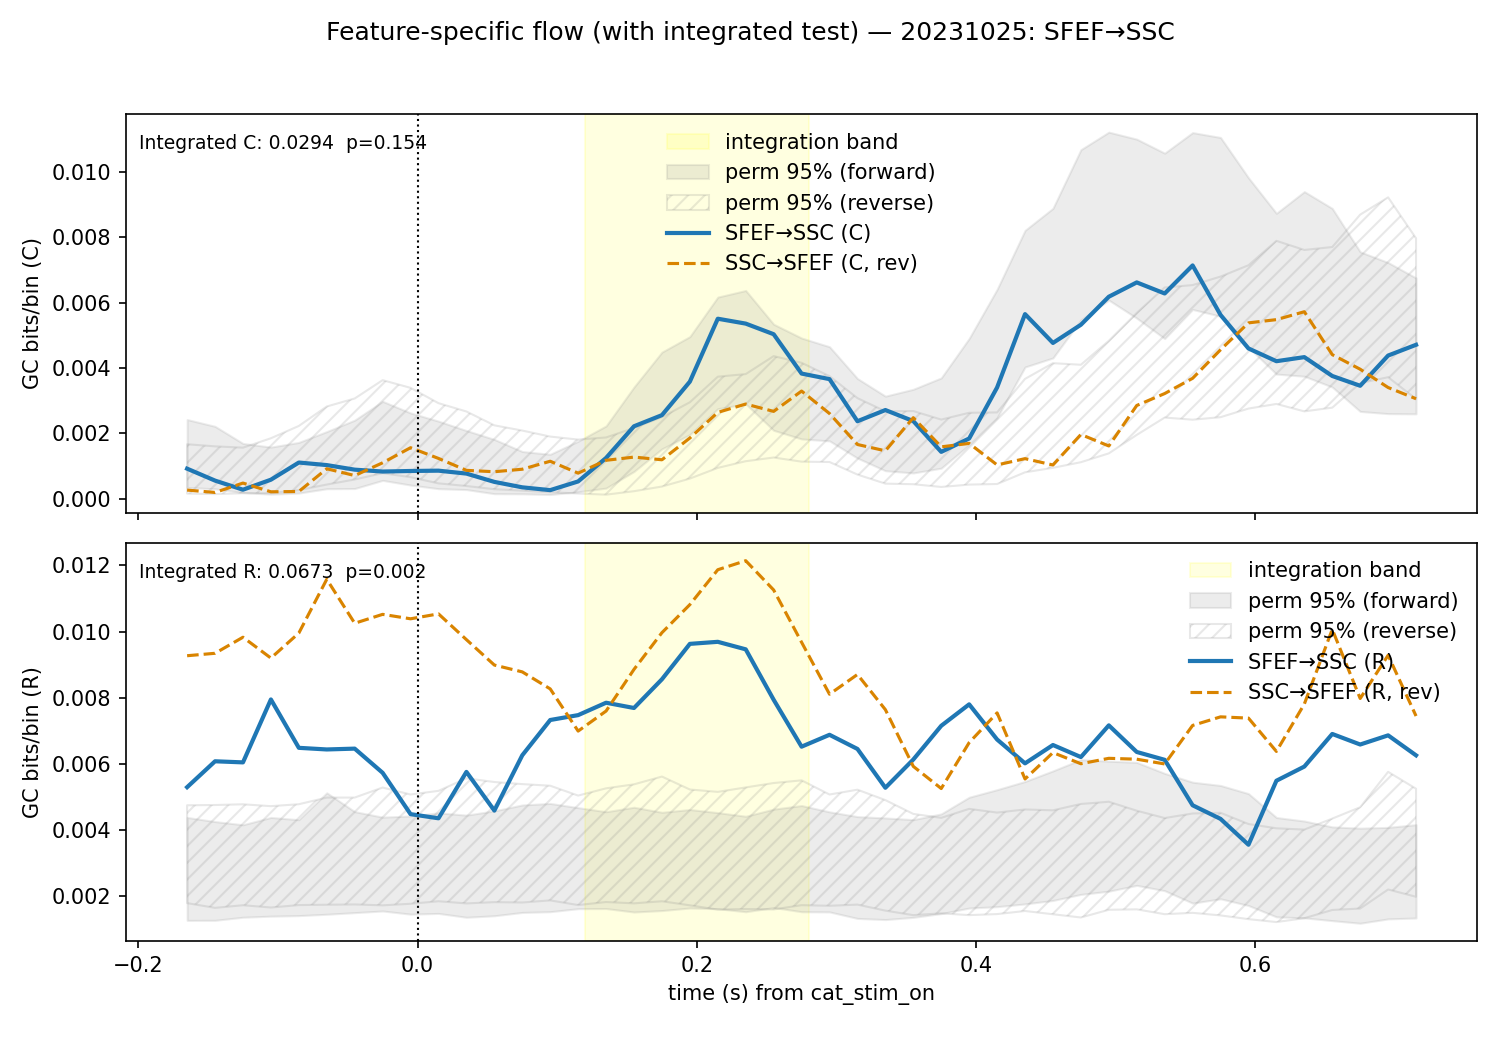 Feature-specific flow (with integrated test) — 20231025: SFEF→SSC
Integrated C: 0.0294  p=0.154
integration band
perm 95% (forward)
perm 95% (reverse)
SFEF→SSC (C)
SSC→SFEF (C, rev)
GC bits/bin (C)
0.010
0.008
0.006
0.004
0.002
0.000
Integrated R: 0.0673  p=0.002
integration band
perm 95% (forward)
perm 95% (reverse)
SFEF→SSC (R)
SSC→SFEF (R, rev)
GC bits/bin (R)
0.012
0.010
0.008
0.006
0.004
0.002
−0.2
0.0
0.2
0.4
0.6
time (s) from cat_stim_on